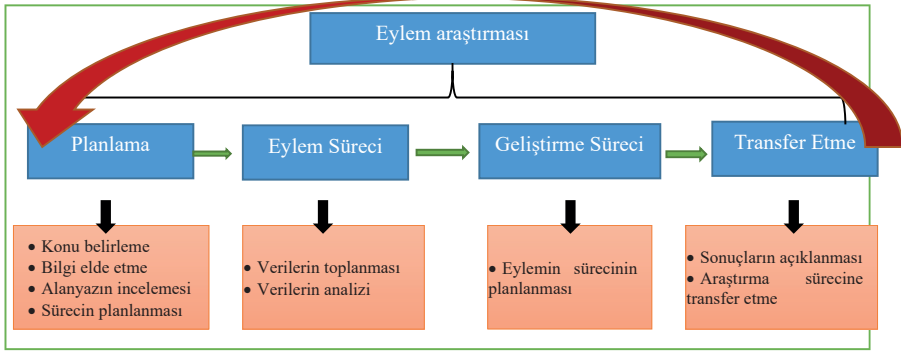 Eylem araştırması
Planlama
Eylem Süreci
Geliştirme Süreci
Transfer Etme
• Konu belirleme
• Bilgi elde etme
• Alanyazın incelemesi
• Sürecin planlanması
• Verilerin toplanması
• Verilerin analizi
• Eylemin sürecinin
planlanması
• Sonuçların açıklanması
• Araştırma sürecine
transfer etme